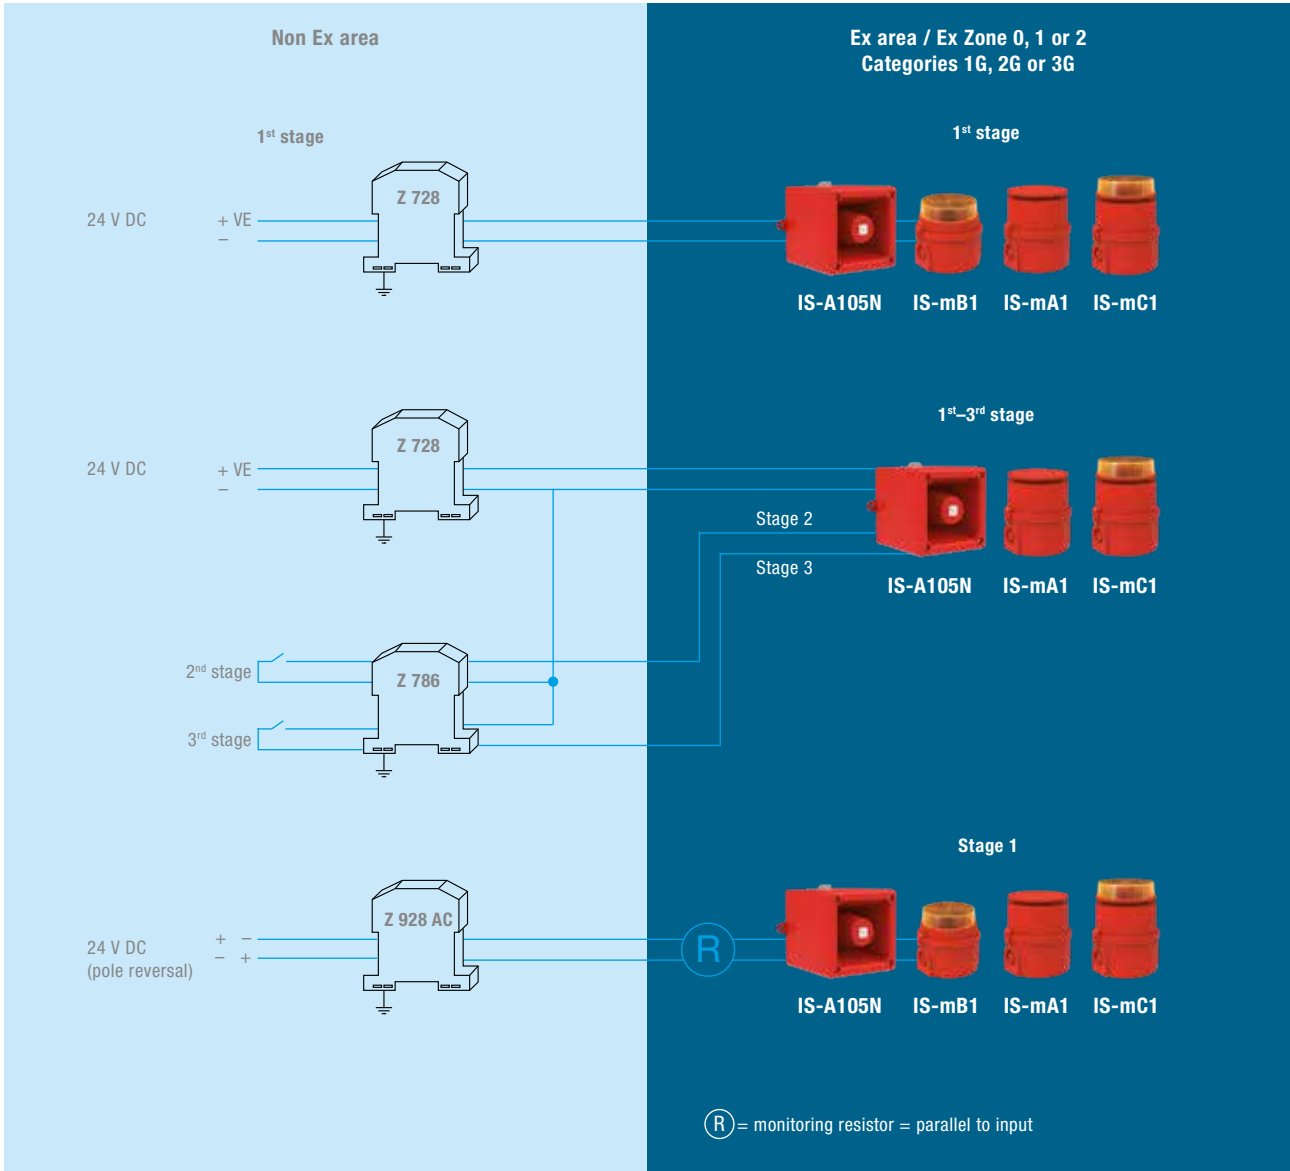 Non Ex area
Ex area / Ex Zone 0, 1 or 2
Categories 1G, 2G or 3G
1st stage
1st stage
Z 728
24 V DC + VE
–
IS-A105N IS-mB1 IS-mA1 IS-mC1
1st–3rd stage
Z 728
24 V DC + VE
–
Stage 2
Stage 3
IS-A105N IS-mA1 IS-mC1
2nd stage
Z 786
3rd stage
Stage 1
Z 928 AC
24 V DC + –
(pole reversal) – +
R
IS-A105N IS-mB1 IS-mA1 IS-mC1
R = monitoring resistor = parallel to input